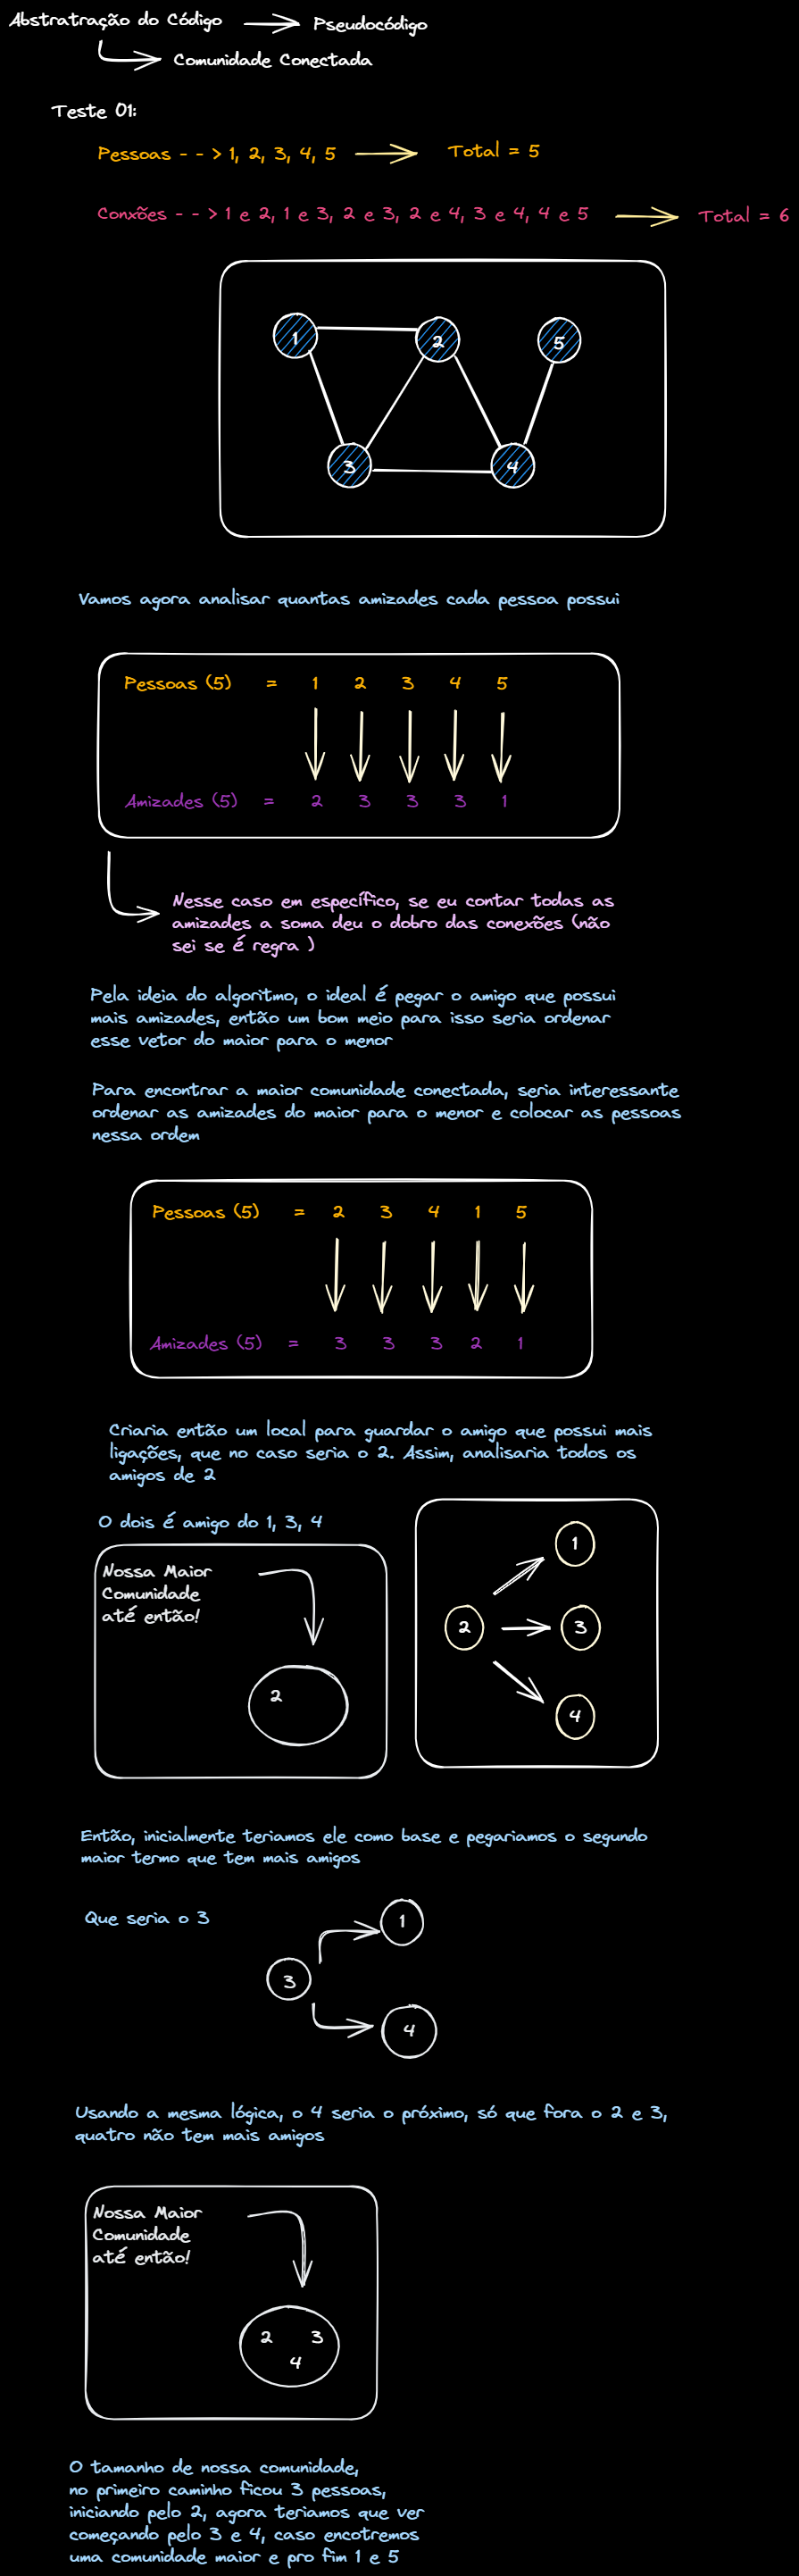 Abstratração do Código
Pseudocódigo
Comunidade Conectada
Teste 01:
Pessoas - - > 1, 2, 3, 4, 5
Total = 5
Conxões - - > 1 e 2, 1 e 3, 2 e 3, 2 e 4, 3 e 4, 4 e 5
Total = 6
1
2
5
3
4
Vamos agora analisar quantas amizades cada pessoa possui
Pessoas (5) = 1 2 3 4 5
Amizades (5) = 2 3 3 3 1
Nesse caso em específico, se eu contar todas as
amizades a soma deu o dobro das conexões (não
sei se é regra )
Pela ideia do algoritmo, o ideal é pegar o amigo que possui
mais amizades, então um bom meio para isso seria ordenar
esse vetor do maior para o menor
Para encontrar a maior comunidade conectada, seria interessante
ordenar as amizades do maior para o menor e colocar as pessoas
nessa ordem
Pessoas (5) = 2 3 4 1 5
Amizades (5) = 3 3 3 2 1
Criaria então um local para guardar o amigo que possui mais
ligações, que no caso seria o 2. Assim, analisaria todos os
amigos de 2
O dois é amigo do 1, 3, 4
Nossa Maior
Comunidade
até então!
2
1
2
3
4
Então, inicialmente teriamos ele como base e pegariamos o segundo
maior termo que tem mais amigos
Que seria o 3
1
3
4
Usando a mesma lógica, o 4 seria o próximo, só que fora o 2 e 3,
quatro não tem mais amigos
Nossa Maior
Comunidade
até então!
2 3
4
O tamanho de nossa comunidade,
no primeiro caminho ficou 3 pessoas,
iniciando pelo 2, agora teriamos que ver
começando pelo 3 e 4, caso encotremos
uma comunidade maior e pro fim 1 e 5